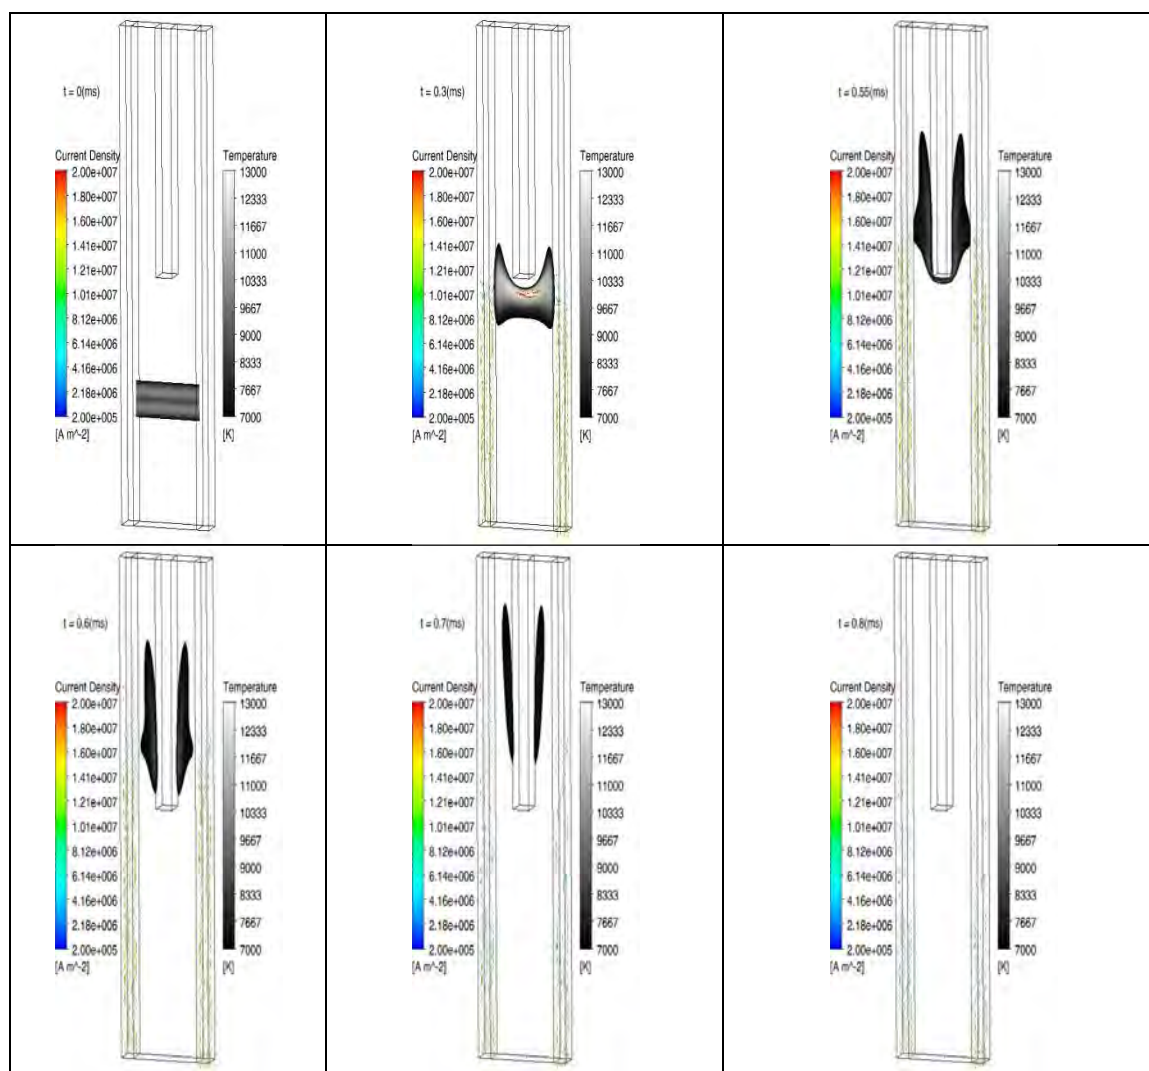 t = 0(ms)
Current Density Temperature
2.00e+007 13000
1.80e+007 12333
1.60e+007 11667
1.41e+007 11000
1.21e+007 10333
1.01e+007 9667
8.12e+006 9000
6.14e+006 8333
4.16e+006 7667
2.18e+006 7000
2.00e+005
[A m^-2] [K]
t = 0.3(ms)
Current Density Temperature
2.00e+007 13000
1.80e+007 12333
1.60e+007 11667
1.41e+007 11000
1.21e+007 10333
1.01e+007 9667
8.12e+006 9000
6.14e+006 8333
4.16e+006 7667
2.18e+006 7000
2.00e+005
[A m^-2] [K]
t = 0.55(ms)
Current Density Temperature
2.00e+007 13000
1.80e+007 12333
1.60e+007 11667
1.41e+007 11000
1.21e+007 10333
1.01e+007 9667
8.12e+006 9000
6.14e+006 8333
4.16e+006 7667
2.18e+006 7000
2.00e+005
[A m^-2] [K]
t = 0.6(ms)
Current Density Temperature
2.00e+007 13000
1.80e+007 12333
1.60e+007 11667
1.41e+007 11000
1.21e+007 10333
1.01e+007 9667
8.12e+006 9000
6.14e+006 8333
4.16e+006 7667
2.18e+006 7000
2.00e+005
[A m^-2] [K]
t = 0.7(ms)
Current Density Temperature
2.00e+007 13000
1.80e+007 12333
1.60e+007 11667
1.41e+007 11000
1.21e+007 10333
1.01e+007 9667
8.12e+006 9000
6.14e+006 8333
4.16e+006 7667
2.18e+006 7000
2.00e+005
[A m^-2] [K]
t = 0.8(ms)
Current Density Temperature
2.00e+007 13000
1.80e+007 12333
1.60e+007 11667
1.41e+007 11000
1.21e+007 10333
1.01e+007 9667
8.12e+006 9000
6.14e+006 8333
4.16e+006 7667
2.18e+006 7000
2.00e+005
[A m^-2] [K]